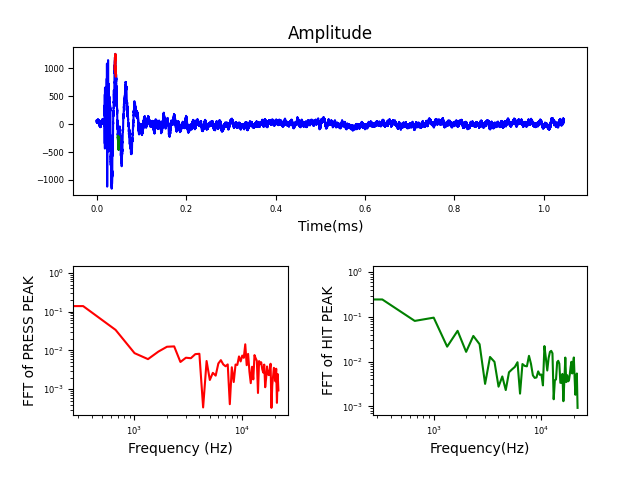 Amplitude
1000
500
0
−500
−1000
0.0 0.2 0.4 0.6 0.8 1.0
Time(ms)
FFT of PRESS PEAK
10⁰
10⁻¹
10⁻²
10⁻³
10³ 10⁴
Frequency (Hz)
FFT of HIT PEAK
10⁰
10⁻¹
10⁻²
10⁻³
10³ 10⁴
Frequency(Hz)